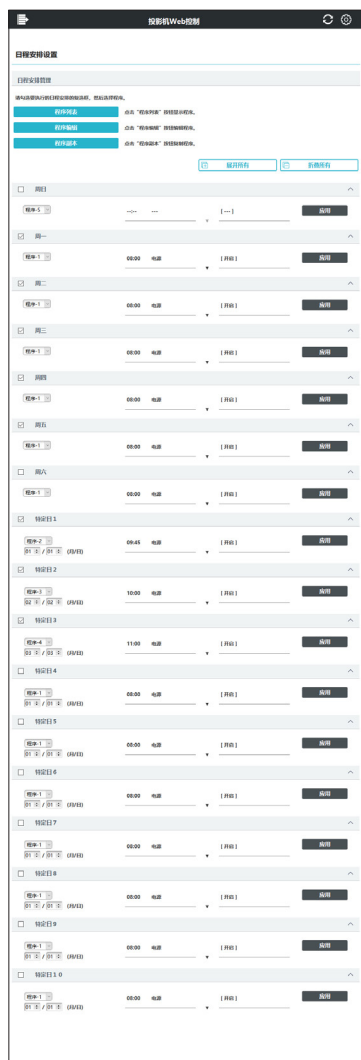 投影机Web控制
日程安排设置
日程安排管理
请勾选要执行的日程安排的复选框，然后选择程序。
程序列表 点击“程序列表”按钮显示程序。
程序编辑 点击“程序编辑”按钮编辑程序。
程序副本 点击“程序副本”按钮复制程序。
展开所有 折叠所有
周日
程序-5 --:-- --- [ --- ] 应用
周一
程序-1 08:00 电源 [ 开启 ] 应用
周二
程序-1 08:00 电源 [ 开启 ] 应用
周三
程序-1 08:00 电源 [ 开启 ] 应用
周四
程序-1 08:00 电源 [ 开启 ] 应用
周五
程序-1 08:00 电源 [ 开启 ] 应用
周六
程序-1 08:00 电源 [ 开启 ] 应用
特定日1
程序-2 09:45 电源 [ 开启 ] 应用
01 / 01 (月/日)
特定日2
程序-3 10:00 电源 [ 开启 ] 应用
02 / 02 (月/日)
特定日3
程序-4 11:00 电源 [ 开启 ] 应用
03 / 03 (月/日)
特定日4
程序-1 08:00 电源 [ 开启 ] 应用
01 / 01 (月/日)
特定日5
程序-1 08:00 电源 [ 开启 ] 应用
01 / 01 (月/日)
特定日6
程序-1 08:00 电源 [ 开启 ] 应用
01 / 01 (月/日)
特定日7
程序-1 08:00 电源 [ 开启 ] 应用
01 / 01 (月/日)
特定日8
程序-1 08:00 电源 [ 开启 ] 应用
01 / 01 (月/日)
特定日9
程序-1 08:00 电源 [ 开启 ] 应用
01 / 01 (月/日)
特定日10
程序-1 08:00 电源 [ 开启 ] 应用
01 / 01 (月/日)